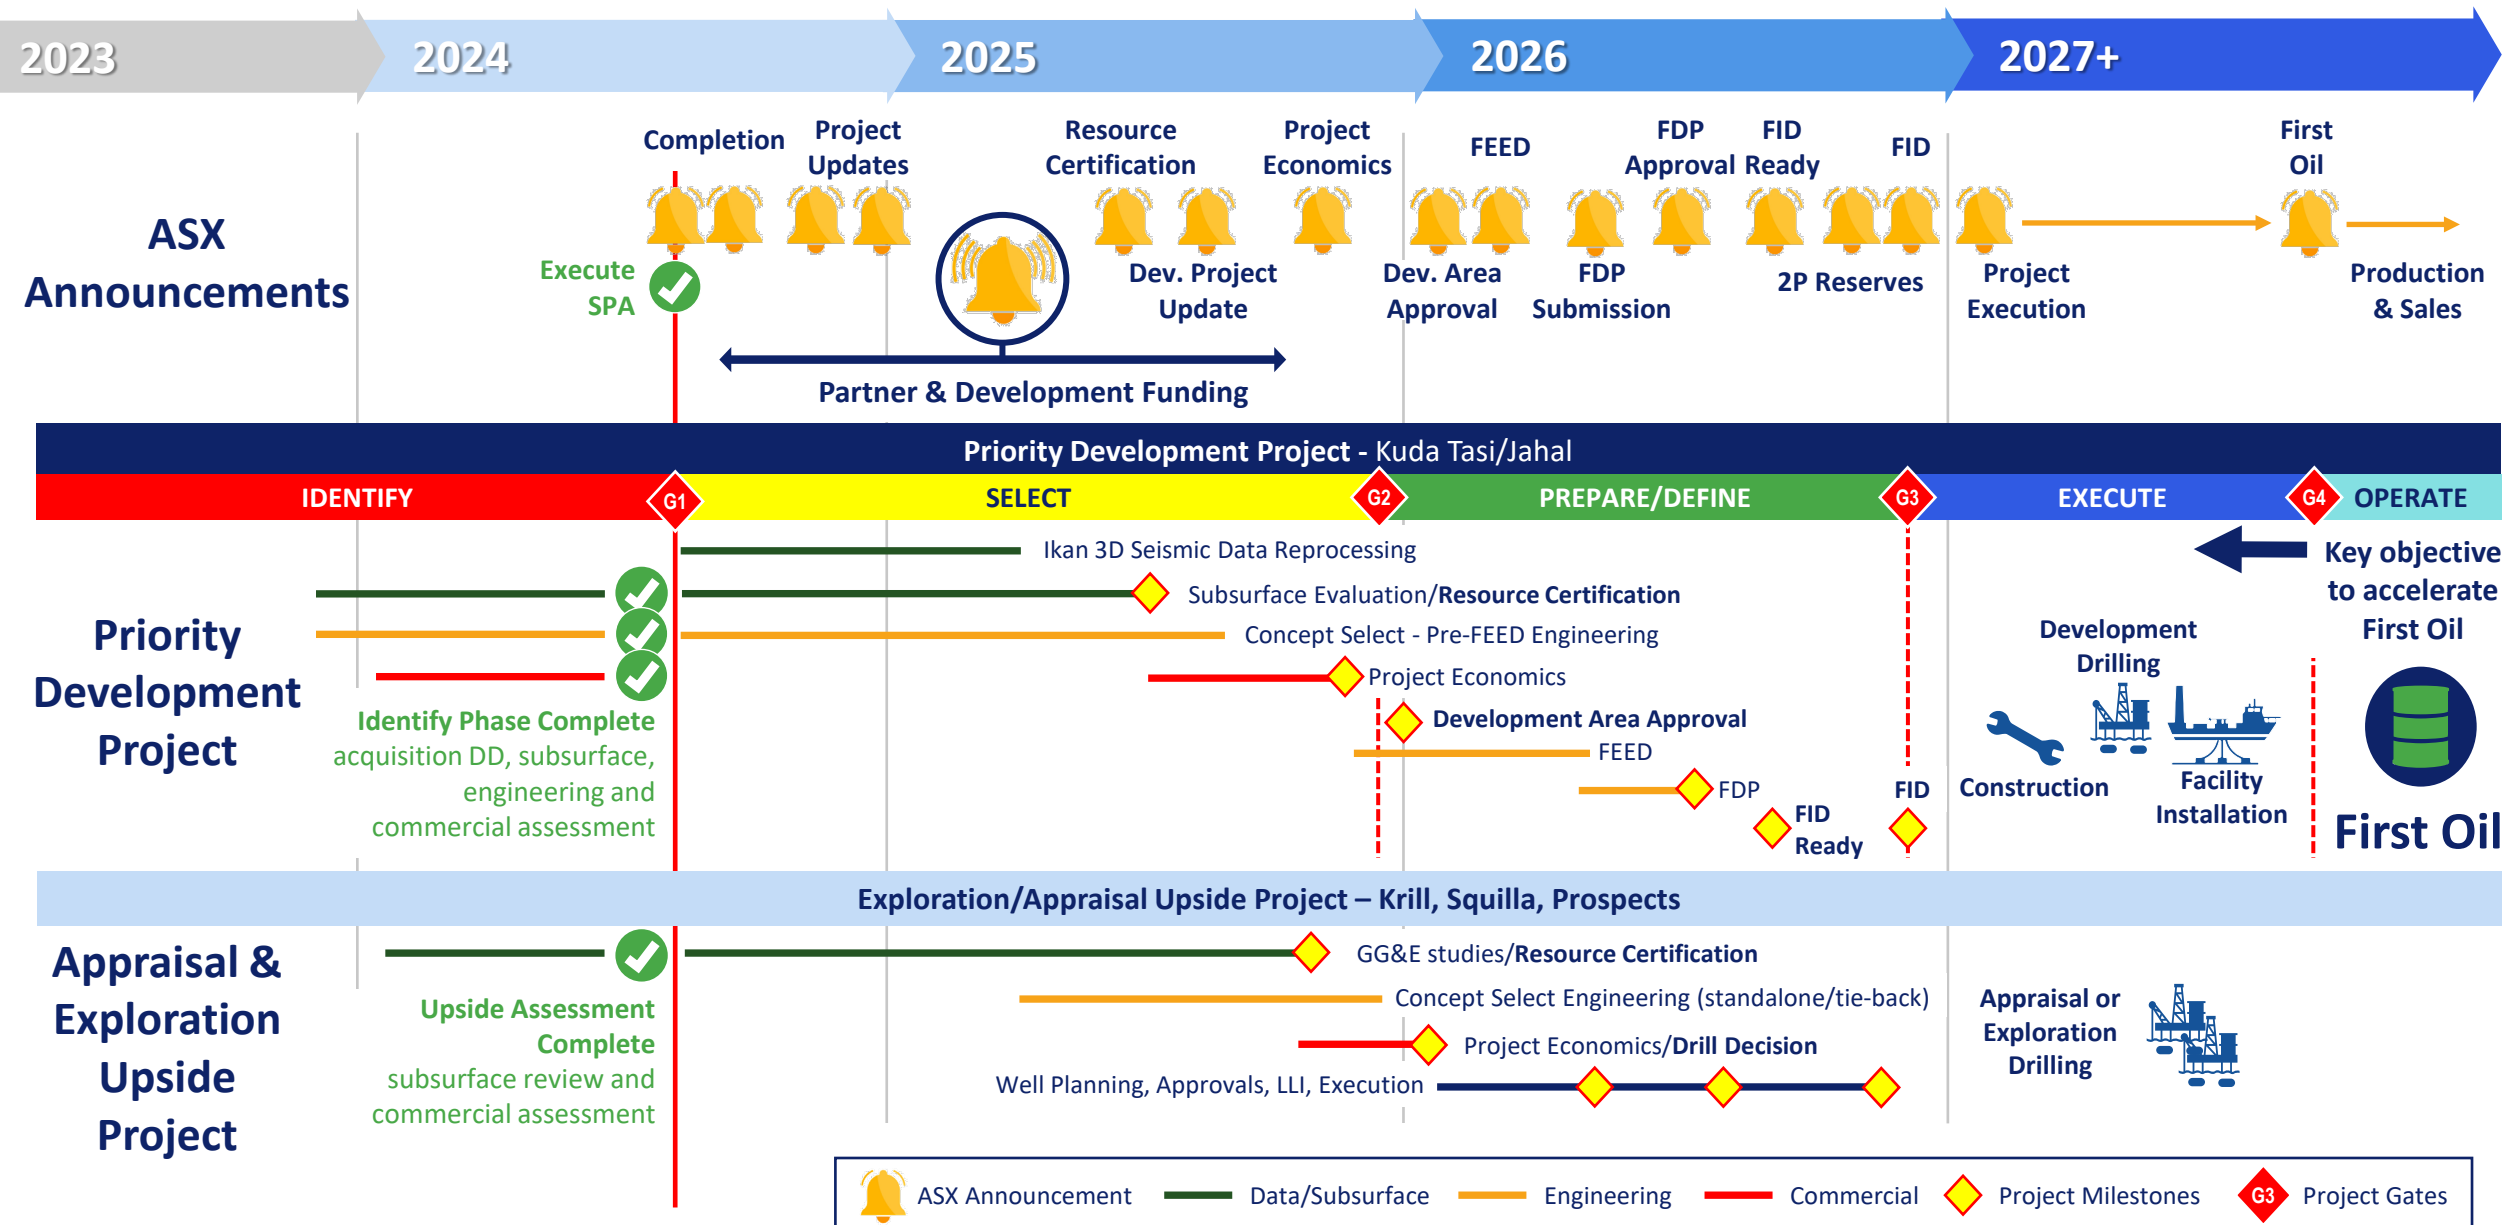 2023
2024
2025
2026
2027+
ASX
Announcements
Completion
Project
Updates
Resource
Certification
Project
Economics
FEED
FDP
Approval
FID
Ready
FID
First
Oil
Execute
SPA
Dev. Project
Update
Dev. Area
Approval
FDP
Submission
2P Reserves
Project
Execution
Production
& Sales
Partner & Development Funding
Priority Development Project - Kuda Tasi/Jahal
IDENTIFY
G1
SELECT
G2
PREPARE/DEFINE
G3
EXECUTE
G4
OPERATE
Priority
Development
Project
Ikan 3D Seismic Data Reprocessing
Subsurface Evaluation/Resource Certification
Concept Select - Pre-FEED Engineering
Project Economics
Development Area Approval
FEED
FDP
FID
Ready
FID
Identify Phase Complete
acquisition DD, subsurface,
engineering and
commercial assessment
Key objective
to accelerate
First Oil
Development
Drilling
Construction
Facility
Installation
First Oil
Exploration/Appraisal Upside Project – Krill, Squilla, Prospects
Appraisal &
Exploration
Upside
Project
Upside Assessment
Complete
subsurface review and
commercial assessment
GG&E studies/Resource Certification
Concept Select Engineering (standalone/tie-back)
Project Economics/Drill Decision
Well Planning, Approvals, LLI, Execution
Appraisal or
Exploration
Drilling
ASX Announcement
Data/Subsurface
Engineering
Commercial
Project Milestones
G3
Project Gates